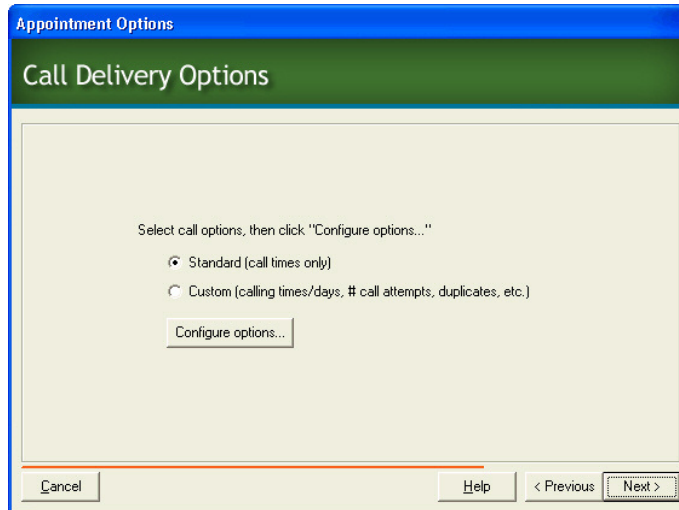 Appointment Options
Call Delivery Options
Select call options, then click "Configure options..."
Standard (call times only)
Custom (calling times/days, # call attempts, duplicates, etc.)
Configure options...
Cancel Help < Previous Next >